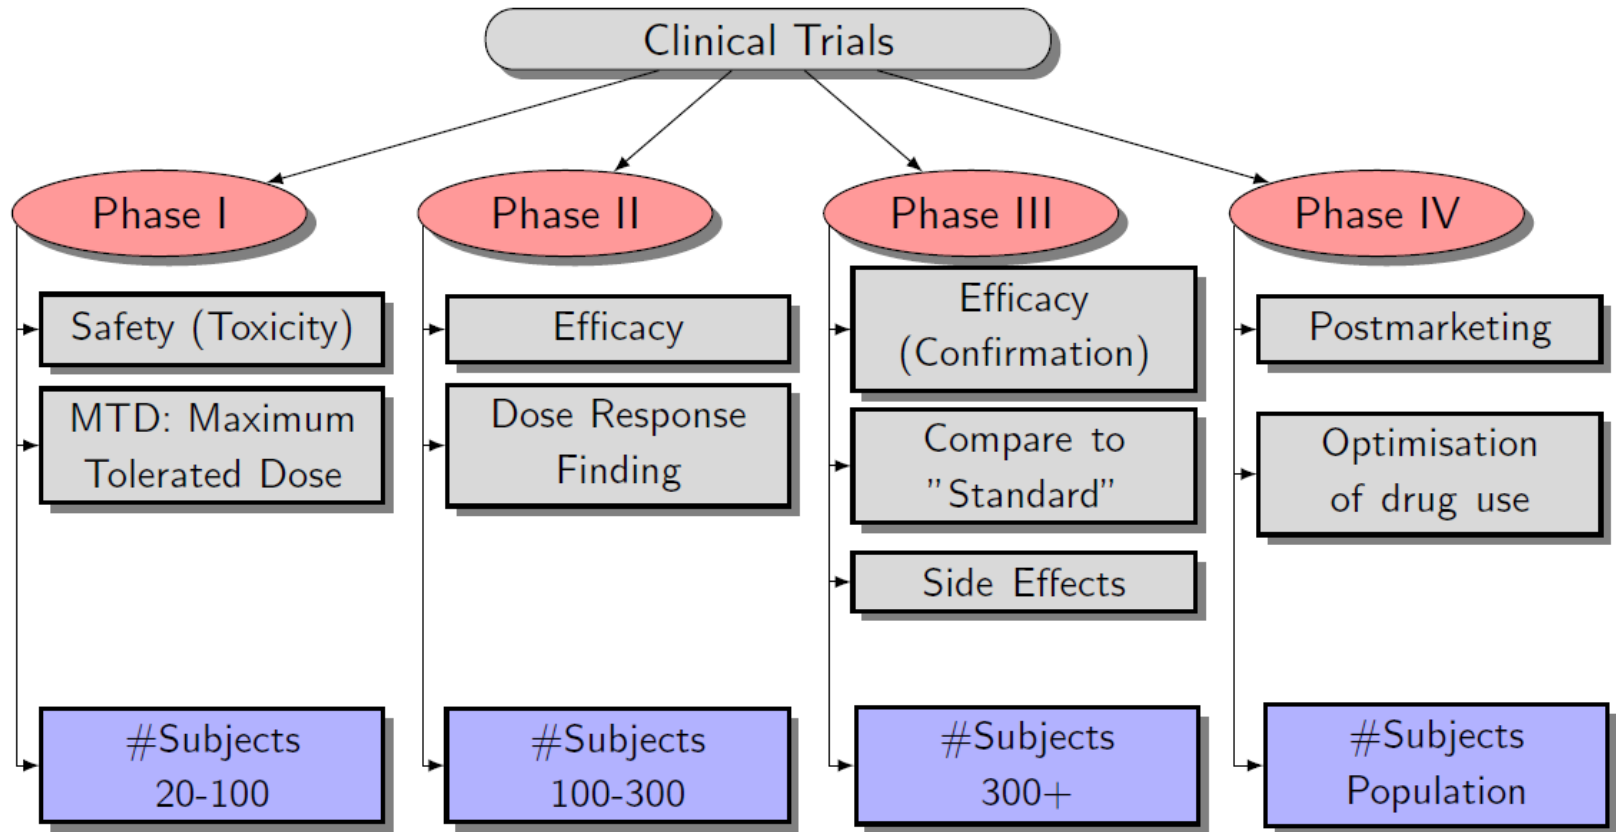 Clinical Trials
Phase I
Safety (Toxicity)
MTD: Maximum
Tolerated Dose
#Subjects
20-100
Phase II
Efficacy
Dose Response
Finding
#Subjects
100-300
Phase III
Efficacy
(Confirmation)
Compare to
”Standard”
Side Effects
#Subjects
300+
Phase IV
Postmarketing
Optimisation
of drug use
#Subjects
Population